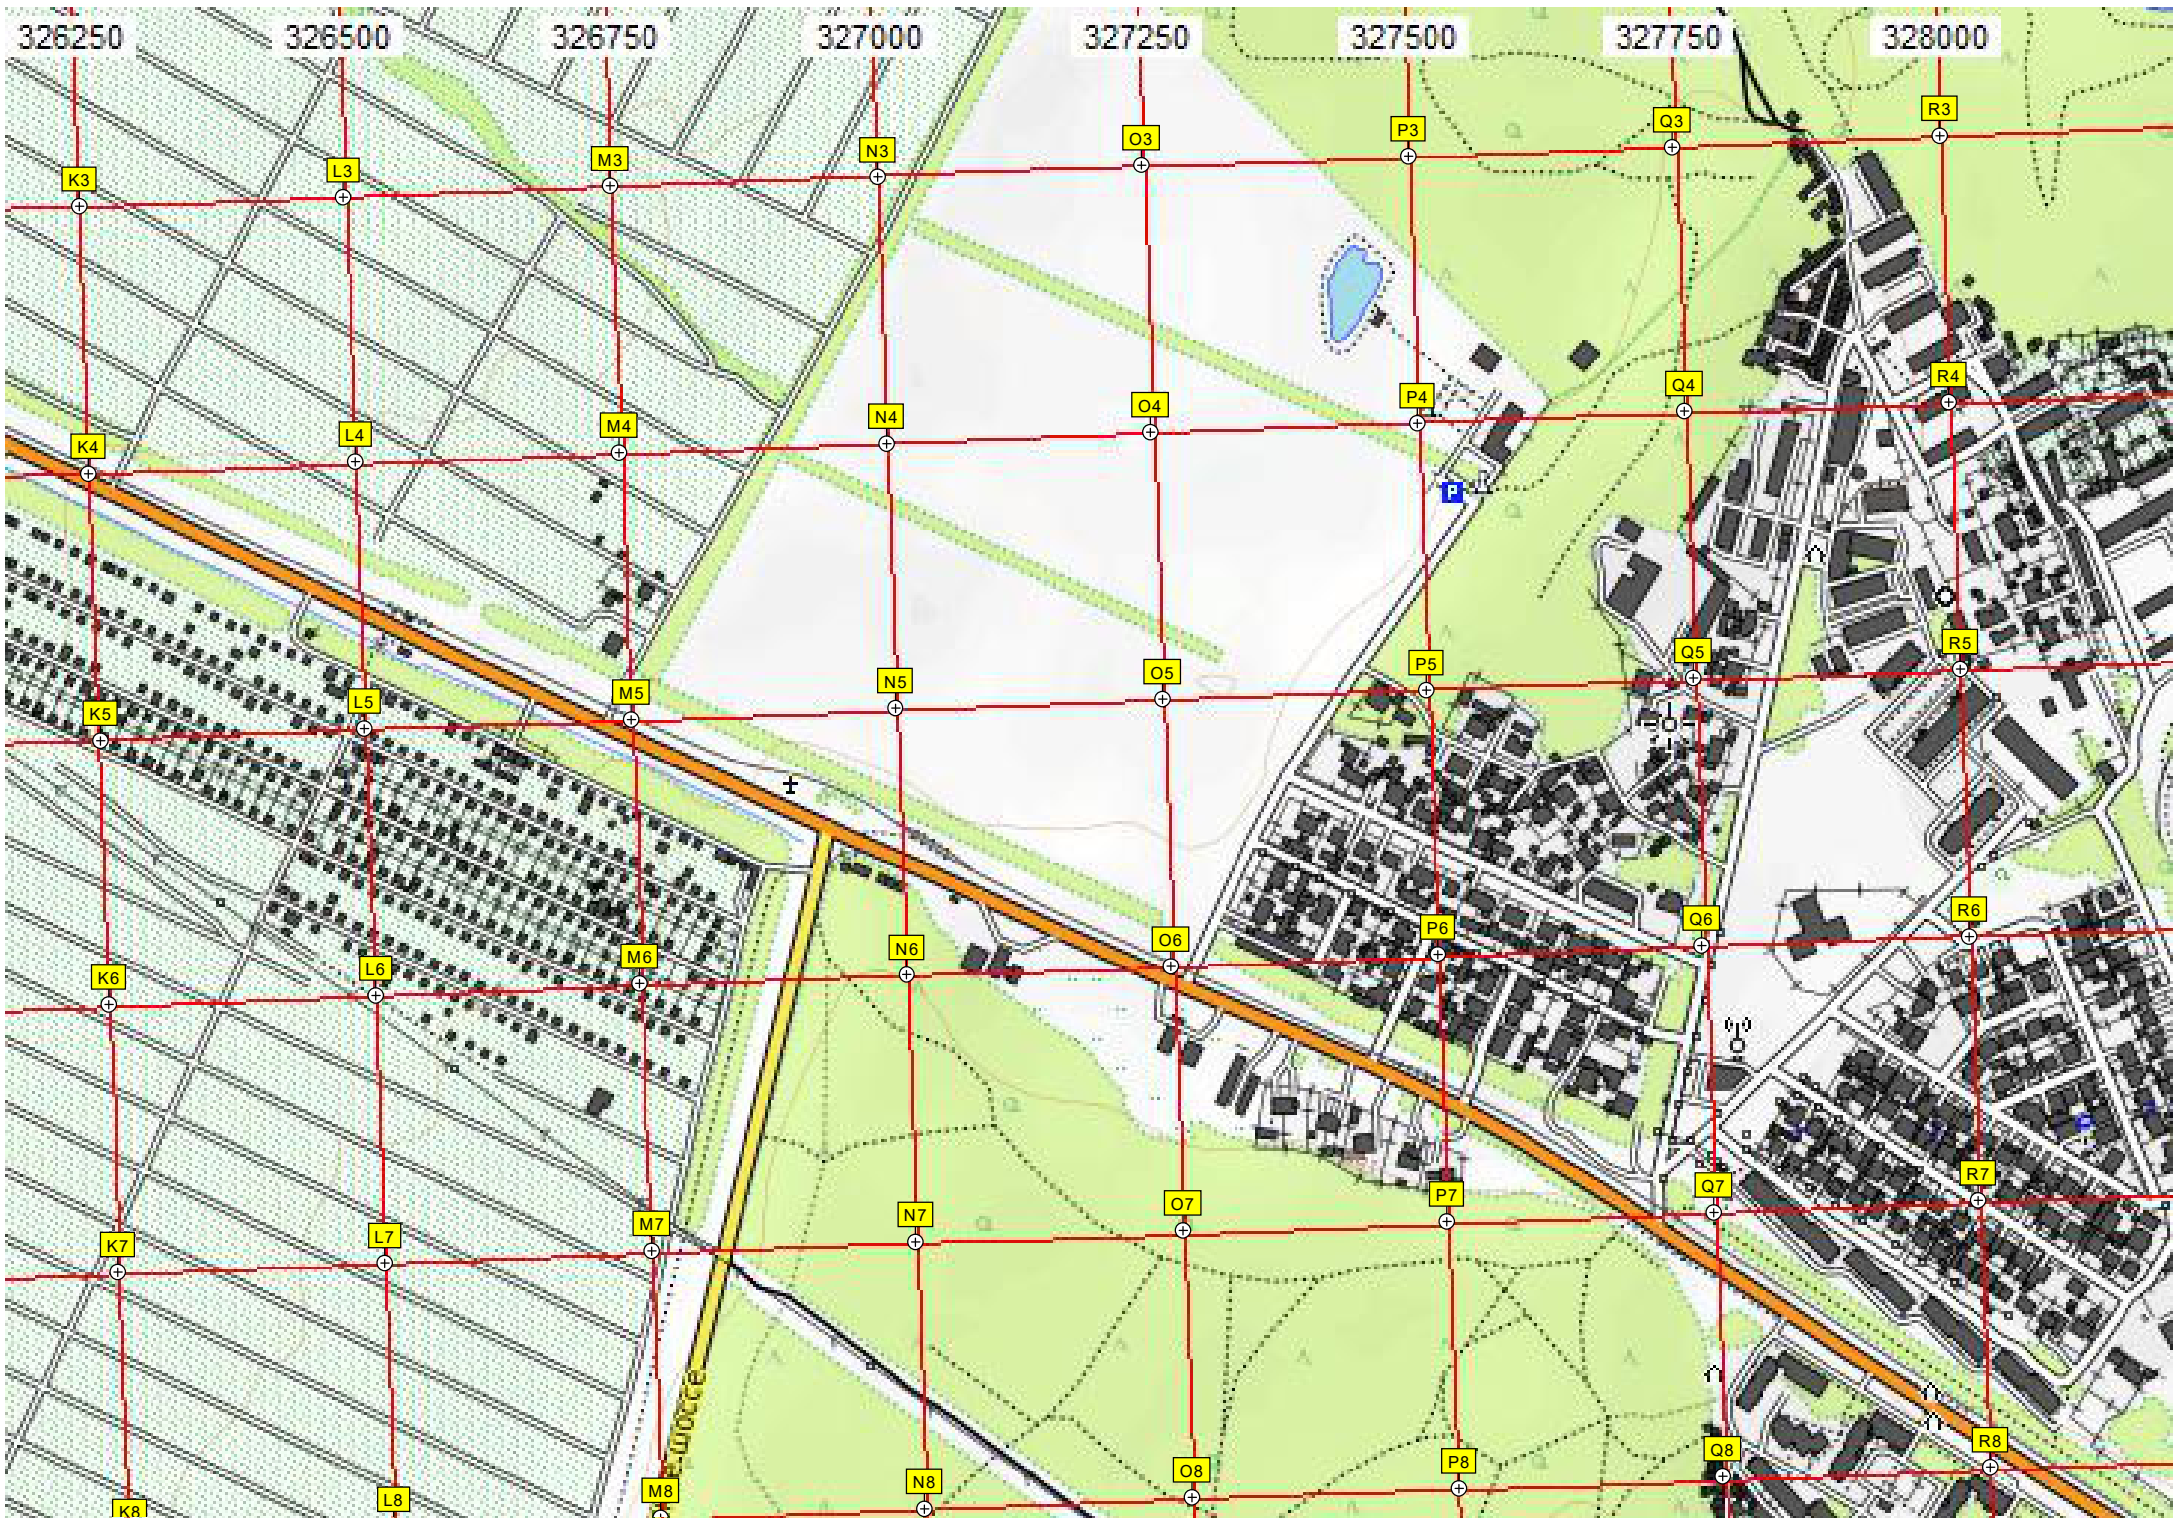 326250 326500 326750 327000 327250 327500 327750 328000
K3 L3 M3 N3 O3 P3 Q3 R3
K4 L4 M4 N4 O4 P4 Q4 R4
P
K5 L5 M5 N5 O5 P5 Q5 R5
K6 L6 M6 N6 O6 P6 Q6 R6
K7 L7 M7 N7 O7 P7 Q7 R7
шоссе
K8 L8 M8 N8 O8 P8 Q8 R8